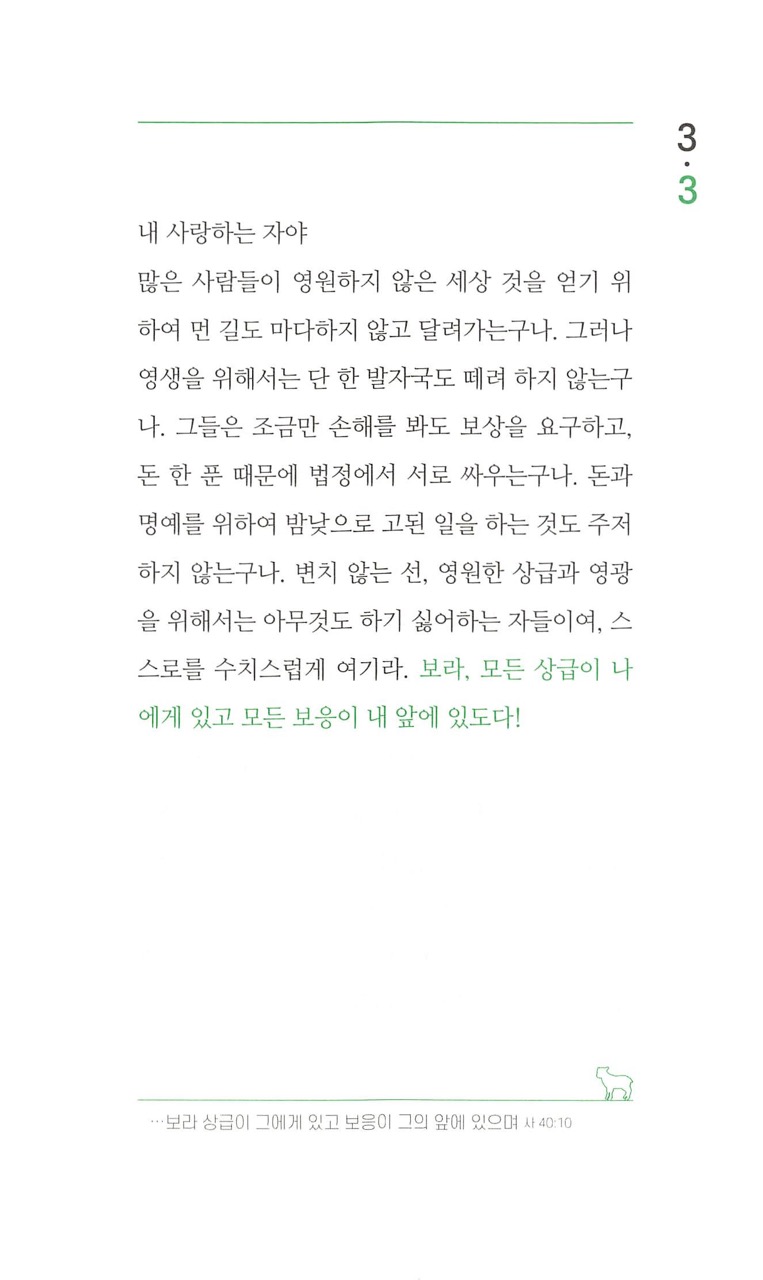 3
·
3
내 사랑하는 자야
많은 사람들이 영원하지 않은 세상 것을 얻기 위
하여 먼 길도 마다하지 않고 달려가는구나. 그러나
영생을 위해서는 단 한 발자국도 떼려 하지 않는구
나. 그들은 조금만 손해를 봐도 보상을 요구하고,
돈 한 푼 때문에 법정에서 서로 싸우는구나. 돈과
명예를 위하여 밤낮으로 고된 일을 하는 것도 주저
하지 않는구나. 변치 않는 선, 영원한 상급과 영광
을 위해서는 아무것도 하기 싫어하는 자들이여, 스
스로를 수치스럽게 여기라. 보라, 모든 상급이 나
에게 있고 모든 보응이 내 앞에 있도다!
…보라 상급이 그에게 있고 보응이 그의 앞에 있으며 사 40:10